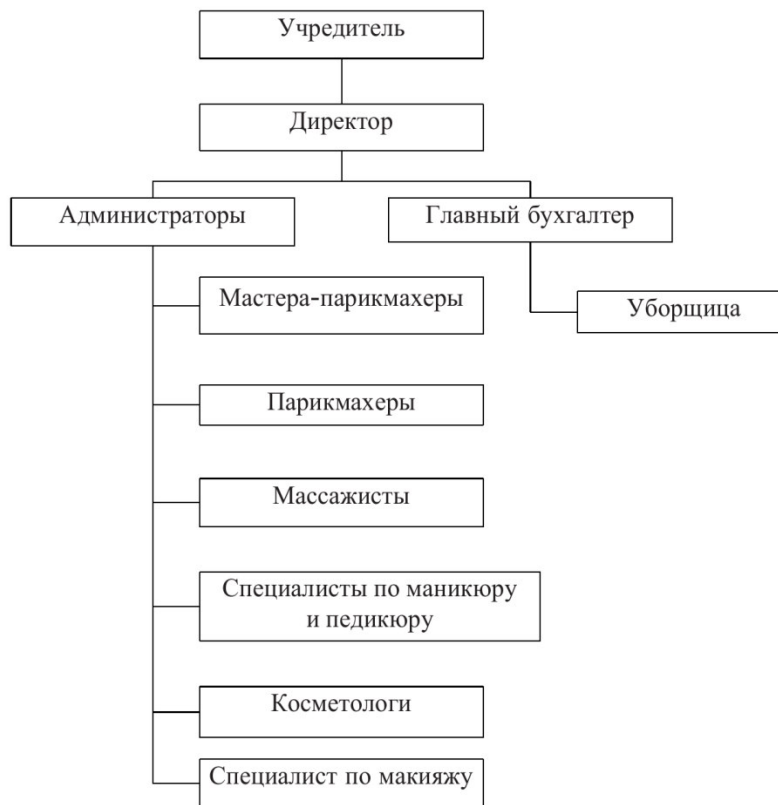 Учредитель
Директор
Администраторы
Главный бухгалтер
Мастера-парикмахеры
Уборщица
Парикмахеры
Массажисты
Специалисты по маникюру
и педикюру
Косметологи
Специалист по макияжу